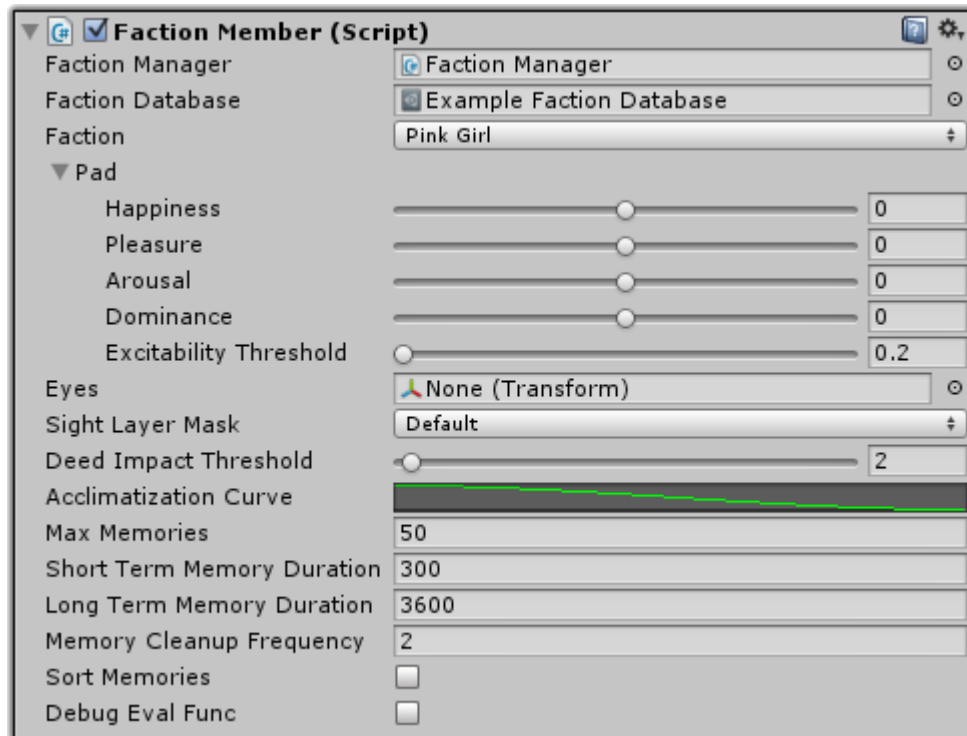 Faction Member (Script)
Faction Manager Faction Manager
Faction Database Example Faction Database
Faction Pink Girl
Pad
Happiness 0
Pleasure 0
Arousal 0
Dominance 0
Excitability Threshold 0.2
Eyes None (Transform)
Sight Layer Mask Default
Deed Impact Threshold 2
Acclimatization Curve
Max Memories 50
Short Term Memory Duration 300
Long Term Memory Duration 3600
Memory Cleanup Frequency 2
Sort Memories
Debug Eval Func